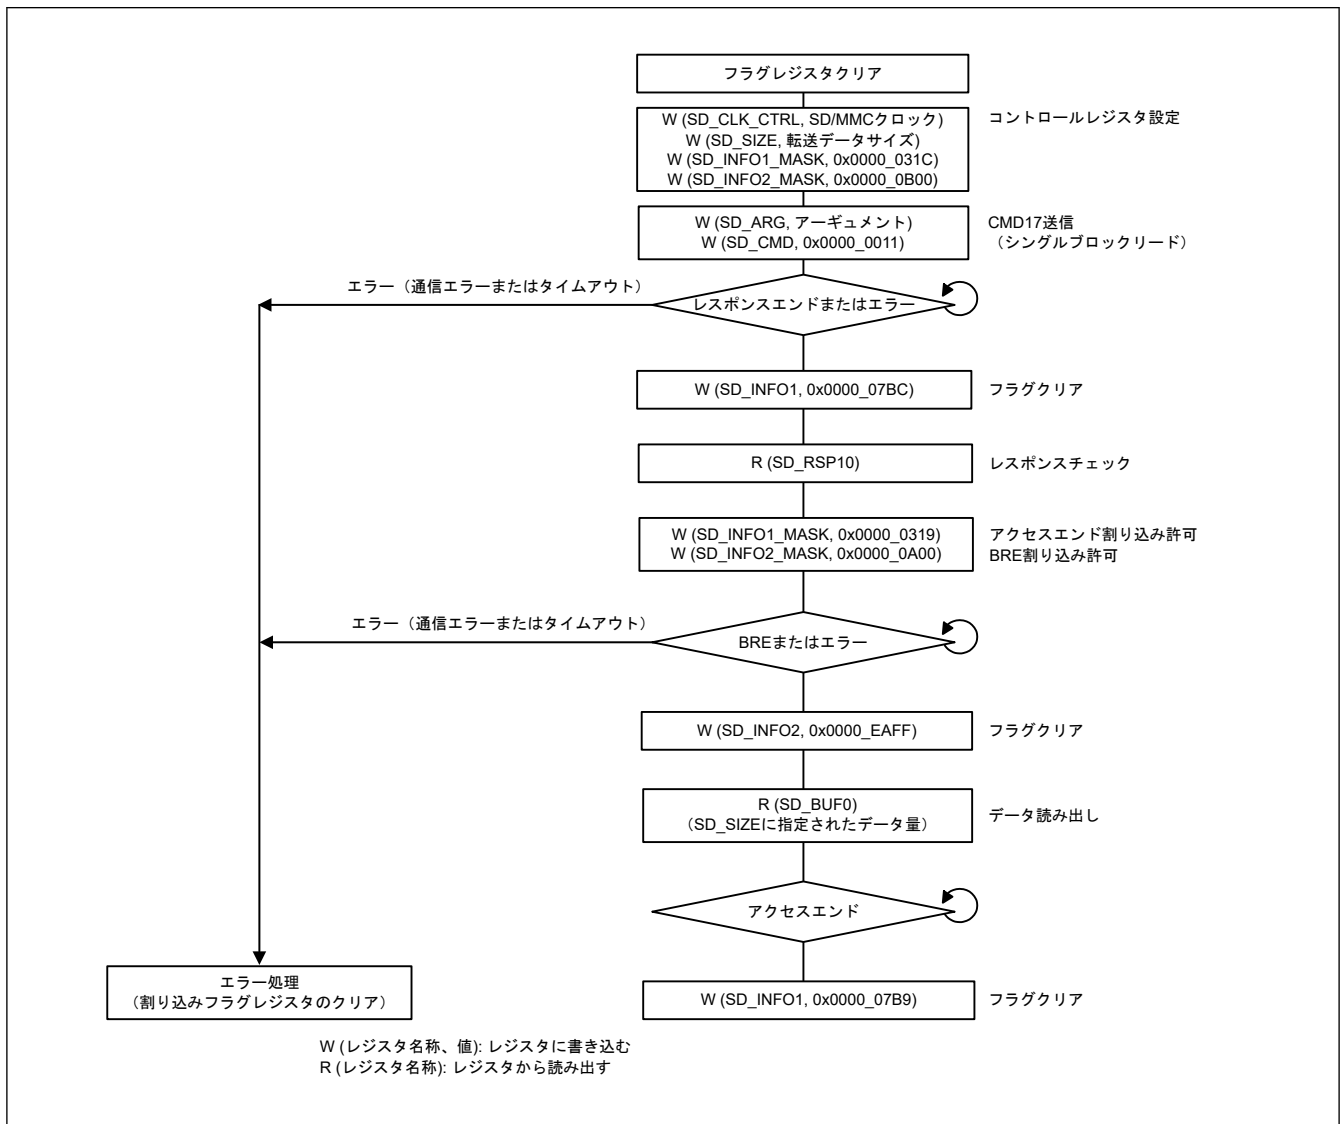 フラグレジスタクリア
W (SD_CLK_CTRL, SD/MMCクロック)
W (SD_SIZE, 転送データサイズ)
W (SD_INFO1_MASK, 0x0000_031C)
W (SD_INFO2_MASK, 0x0000_0B00)
コントロールレジスタ設定
W (SD_ARG, アーギュメント)
W (SD_CMD, 0x0000_0011)
CMD17送信
（シングルブロックリード）
エラー（通信エラーまたはタイムアウト）
レスポンスエンドまたはエラー
W (SD_INFO1, 0x0000_07BC)
フラグクリア
R (SD_RSP10)
レスポンスチェック
W (SD_INFO1_MASK, 0x0000_0319)
W (SD_INFO2_MASK, 0x0000_0A00)
アクセスエンド割り込み許可
BRE割り込み許可
エラー（通信エラーまたはタイムアウト）
BREまたはエラー
W (SD_INFO2, 0x0000_EAFF)
フラグクリア
R (SD_BUF0)
（SD_SIZEに指定されたデータ量）
データ読み出し
アクセスエンド
エラー処理
（割り込みフラグレジスタのクリア）
W (SD_INFO1, 0x0000_07B9)
フラグクリア
W (レジスタ名称、値): レジスタに書き込む
R (レジスタ名称): レジスタから読み出す